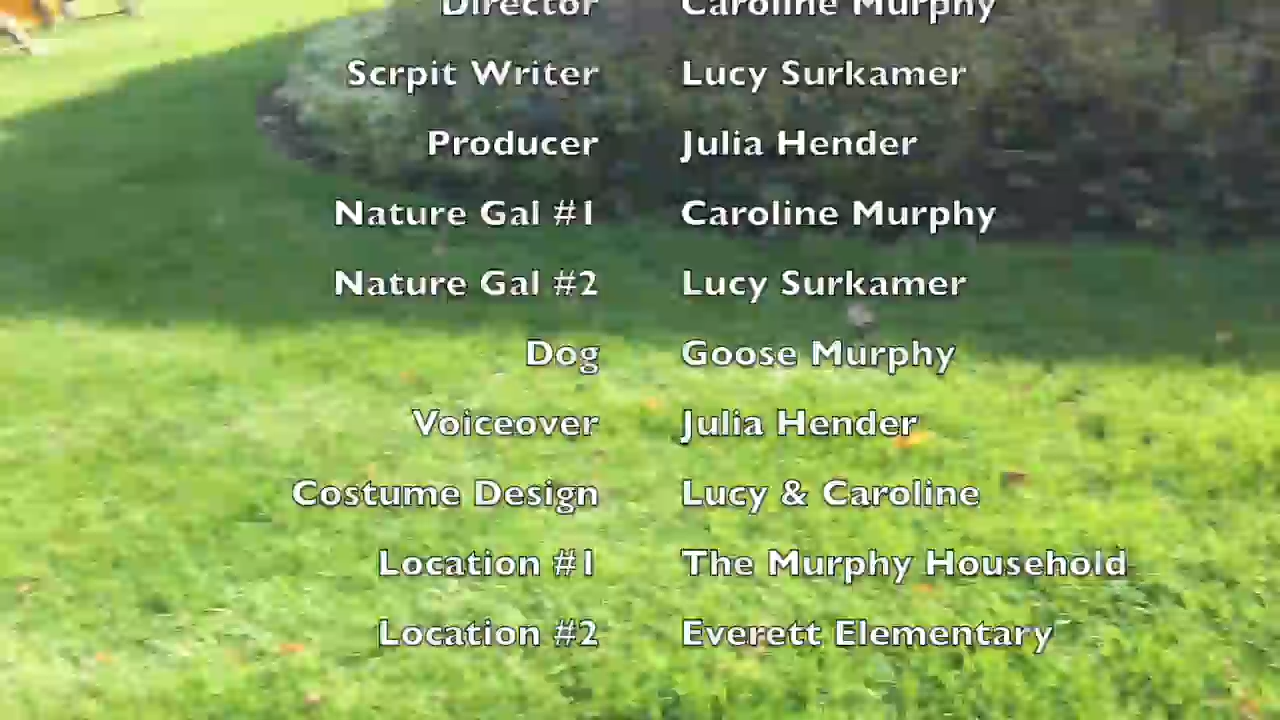 Director Caroline Murphy
Scrpit Writer Lucy Surkamer
Producer Julia Hender
Nature Gal #1 Caroline Murphy
Nature Gal #2 Lucy Surkamer
Dog Goose Murphy
Voiceover Julia Hender
Costume Design Lucy & Caroline
Location #1 The Murphy Household
Location #2 Everett Elementary